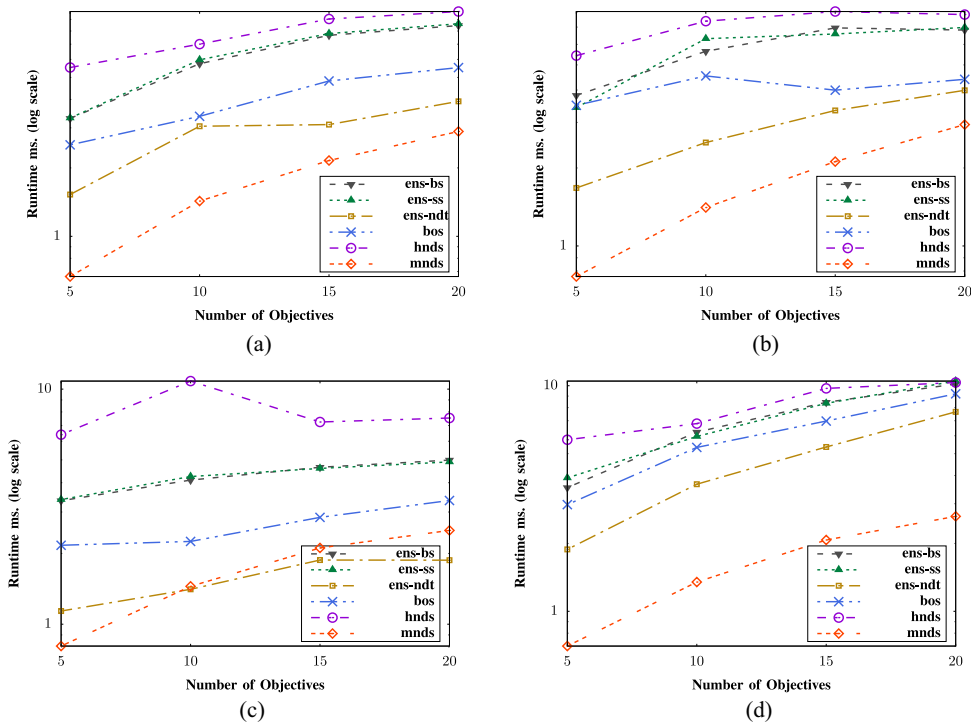 Runtime ms. (log scale)
1
ens-bs
ens-ss
ens-ndt
bos
hnds
mnds
5 10 15 20
Number of Objectives
(a)
Runtime ms. (log scale)
1
ens-bs
ens-ss
ens-ndt
bos
hnds
mnds
5 10 15 20
Number of Objectives
(b)
Runtime ms. (log scale)
10
1
ens-bs
ens-ss
ens-ndt
bos
hnds
mnds
5 10 15 20
Number of Objectives
(c)
Runtime ms. (log scale)
10
1
ens-bs
ens-ss
ens-ndt
bos
hnds
mnds
5 10 15 20
Number of Objectives
(d)